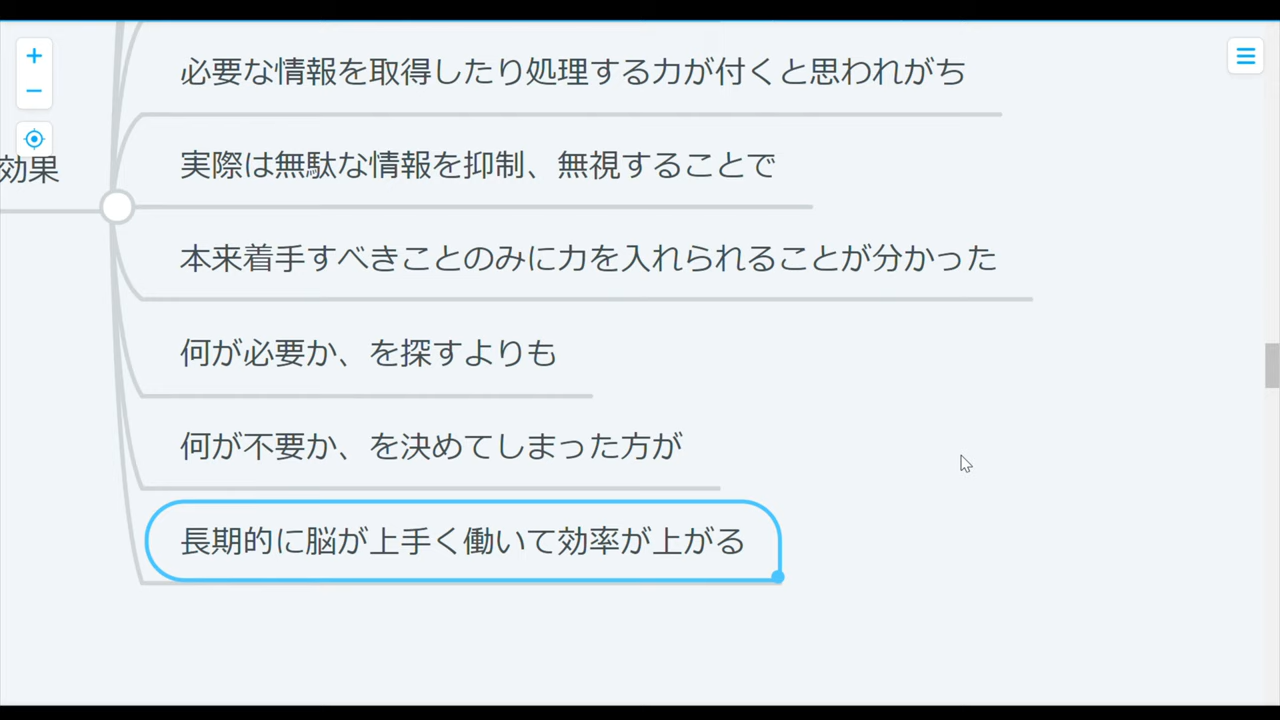 必要な情報を取得したり処理する力が付くと思われがち
効果
実際は無駄な情報を抑制、無視することで
本来着手すべきことのみに力を入れられることが分かった
何が必要か、を探すよりも
何が不要か、を決めてしまった方が
長期的に脳が上手く働いて効率が上がる